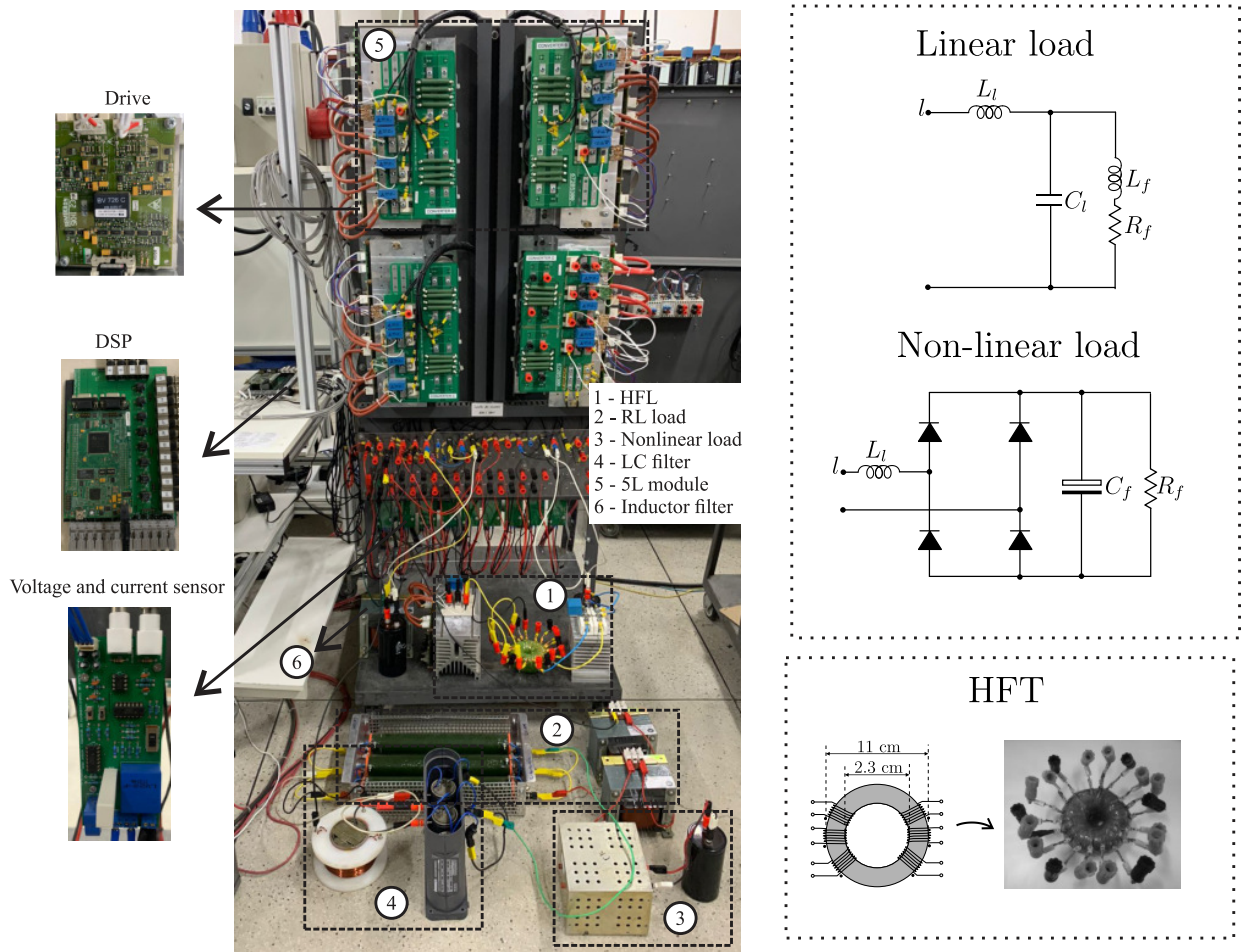 Drive
DSP
Voltage and current sensor
BV 726 C
5
1 - HFL
2 - RL load
3 - Nonlinear load
4 - LC filter
5 - 5L module
6 - Inductor filter
1
6
2
4
3
Linear load
l
L_l
C_l
L_f
R_f
Non-linear load
l
L_l
C_f
R_f
HFT
11 cm
2.3 cm